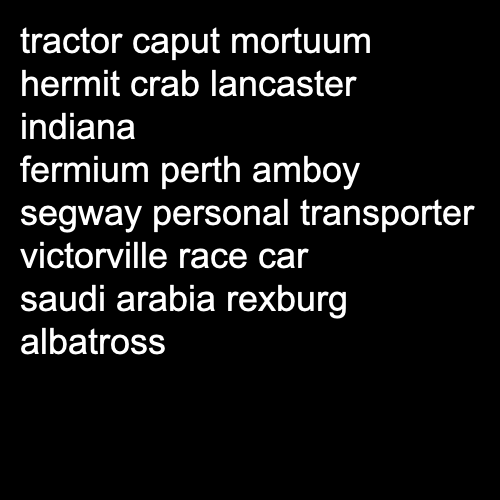 tractor caput mortuum
hermit crab lancaster
indiana
fermium perth amboy
segway personal transporter
victorville race car
saudi arabia rexburg
albatross